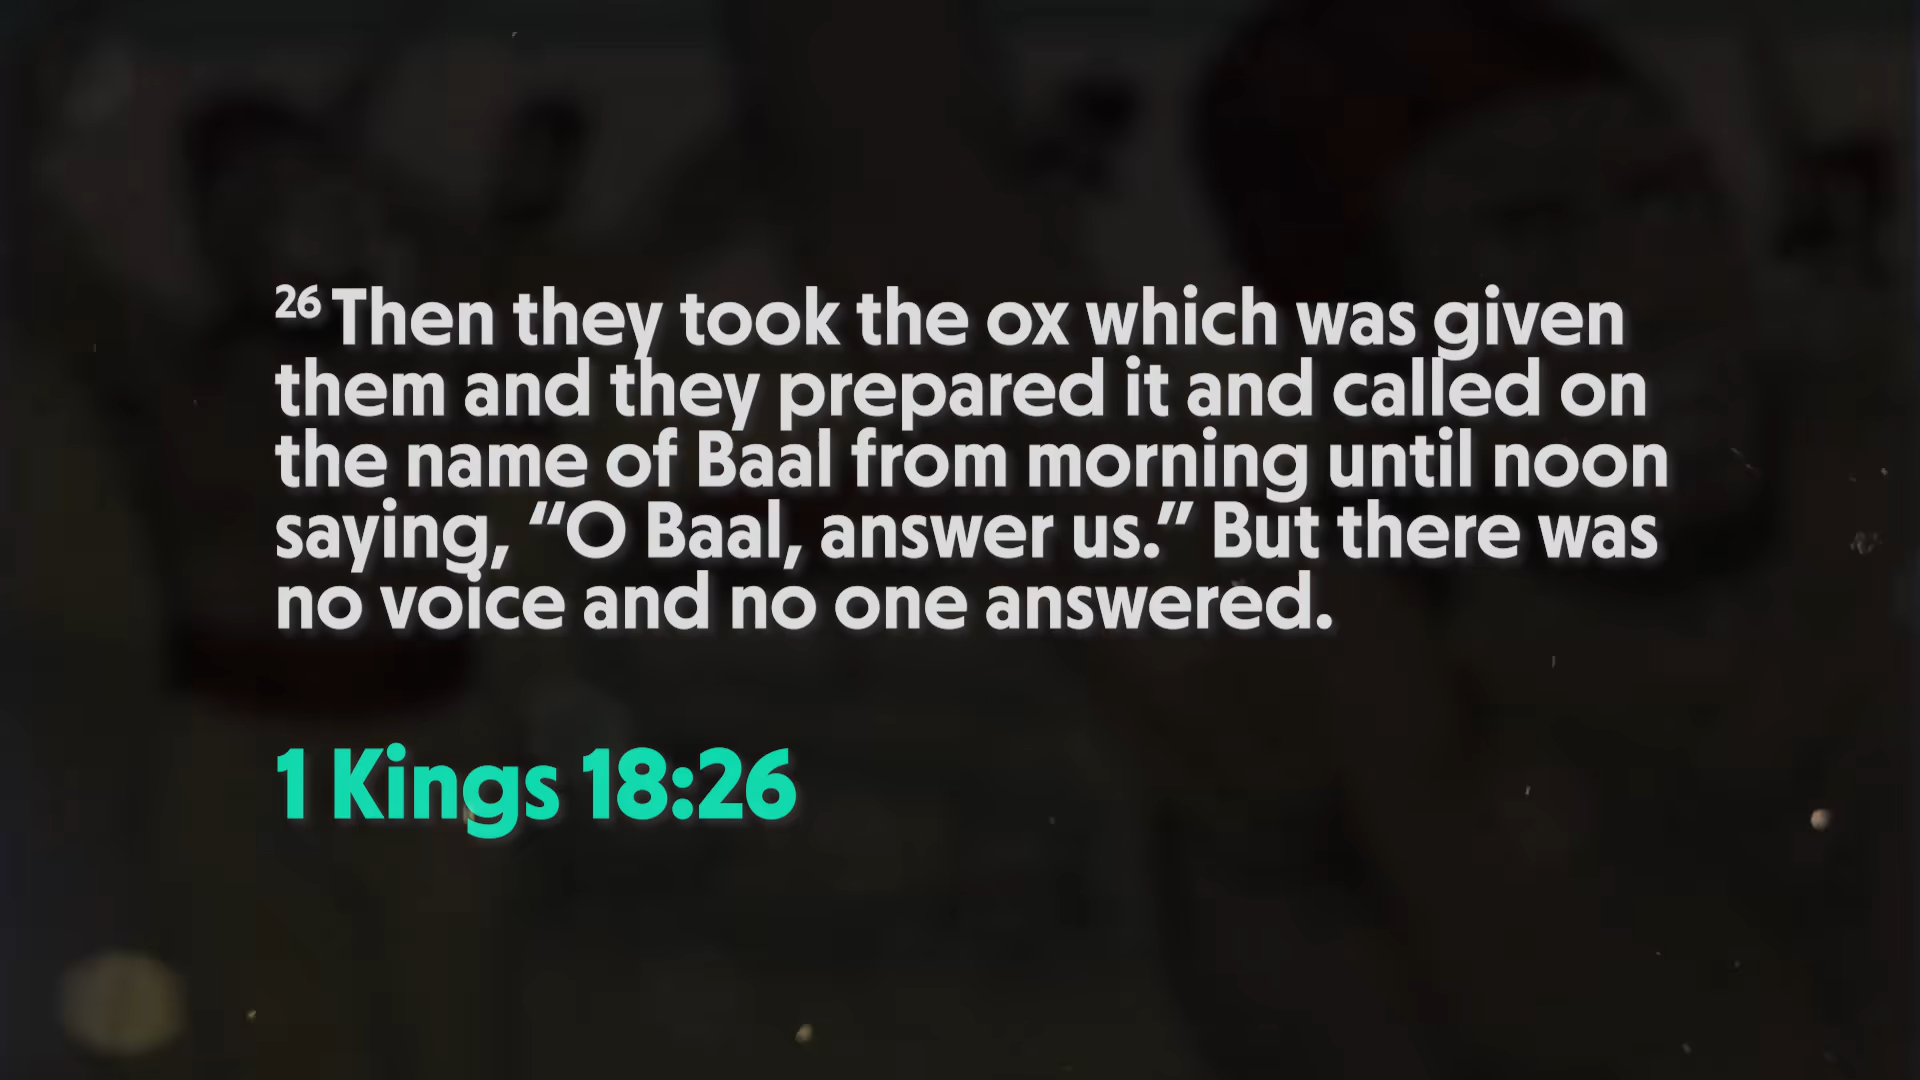 26 Then they took the ox which was given
them and they prepared it and called on
the name of Baal from morning until noon
saying, “O Baal, answer us.” But there was
no voice and no one answered.
1 Kings 18:26